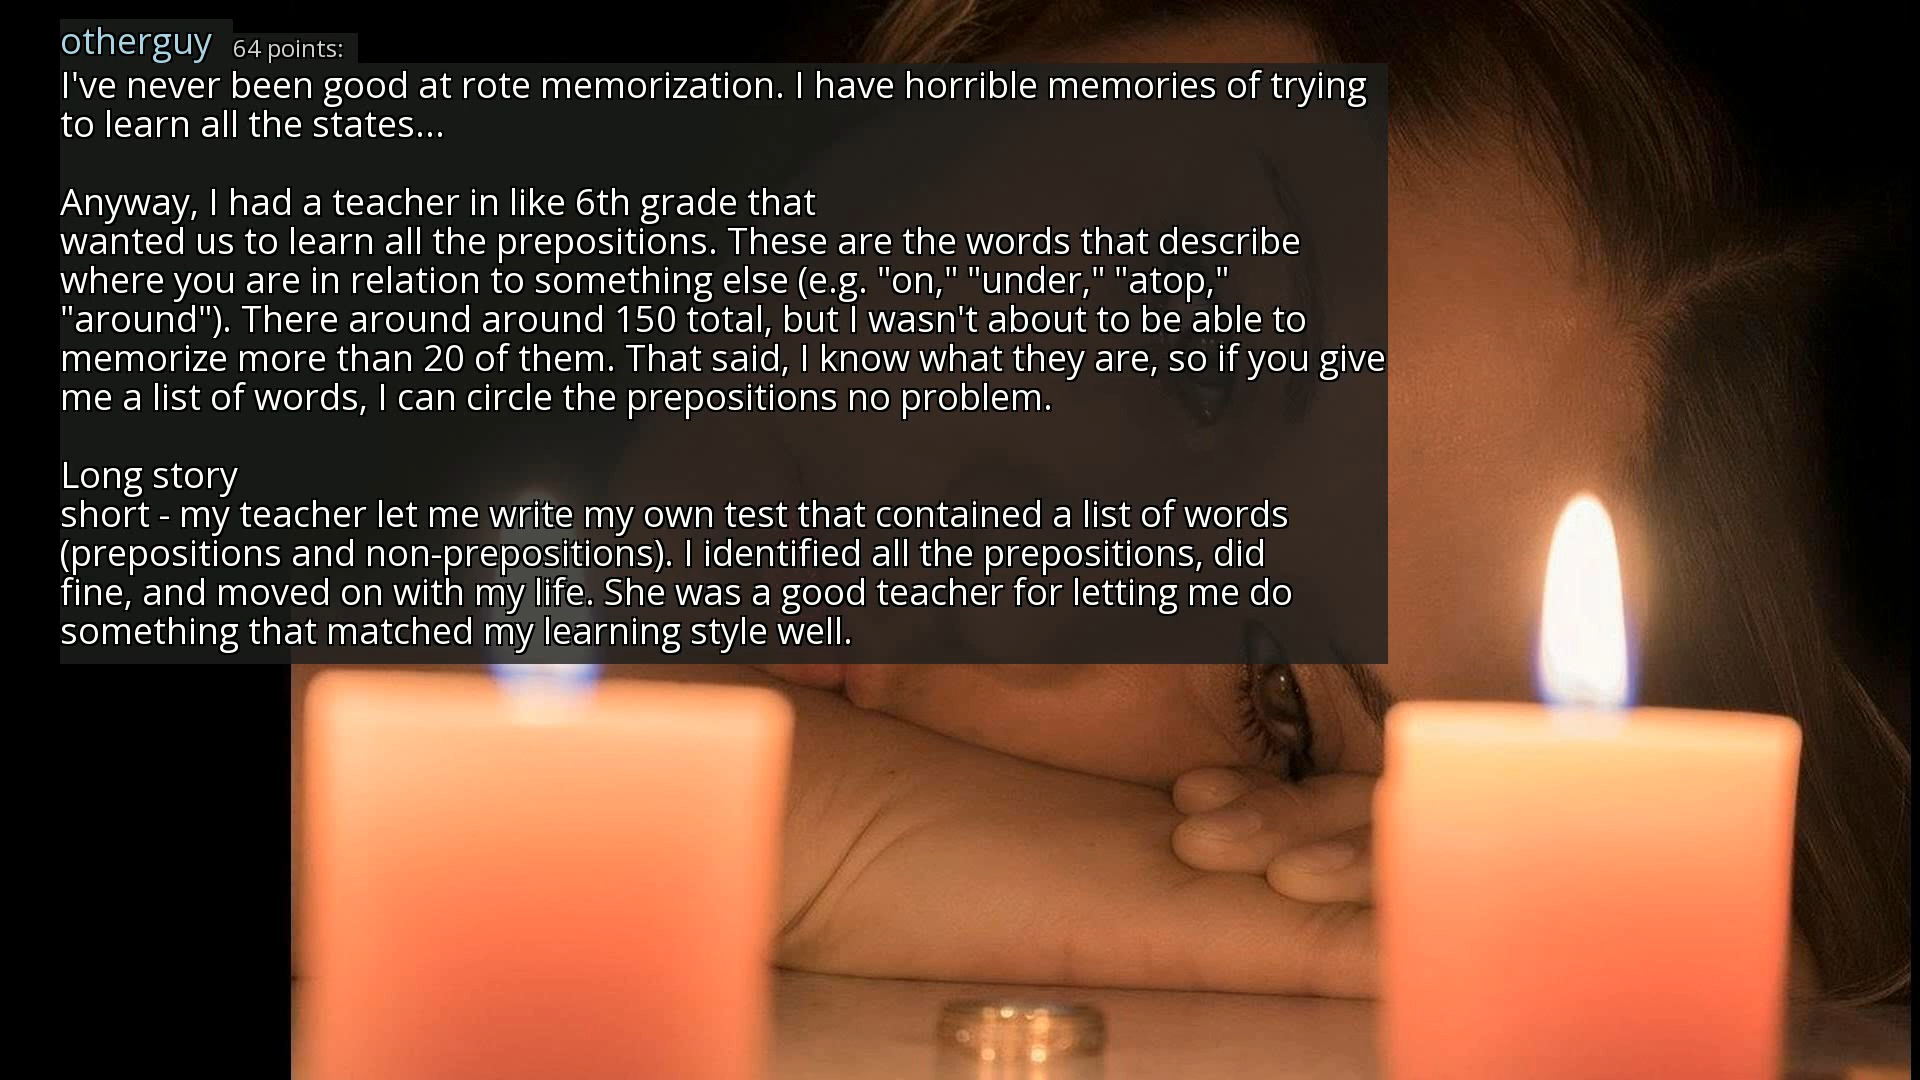 otherguy 64 points:
I've never been good at rote memorization. I have horrible memories of trying
to learn all the states...
Anyway, I had a teacher in like 6th grade that
wanted us to learn all the prepositions. These are the words that describe
where you are in relation to something else (e.g. "on," "under," "atop,"
"around"). There around around 150 total, but I wasn't about to be able to
memorize more than 20 of them. That said, I know what they are, so if you give
me a list of words, I can circle the prepositions no problem.
Long story
short - my teacher let me write my own test that contained a list of words
(prepositions and non-prepositions). I identified all the prepositions, did
fine, and moved on with my life. She was a good teacher for letting me do
something that matched my learning style well.